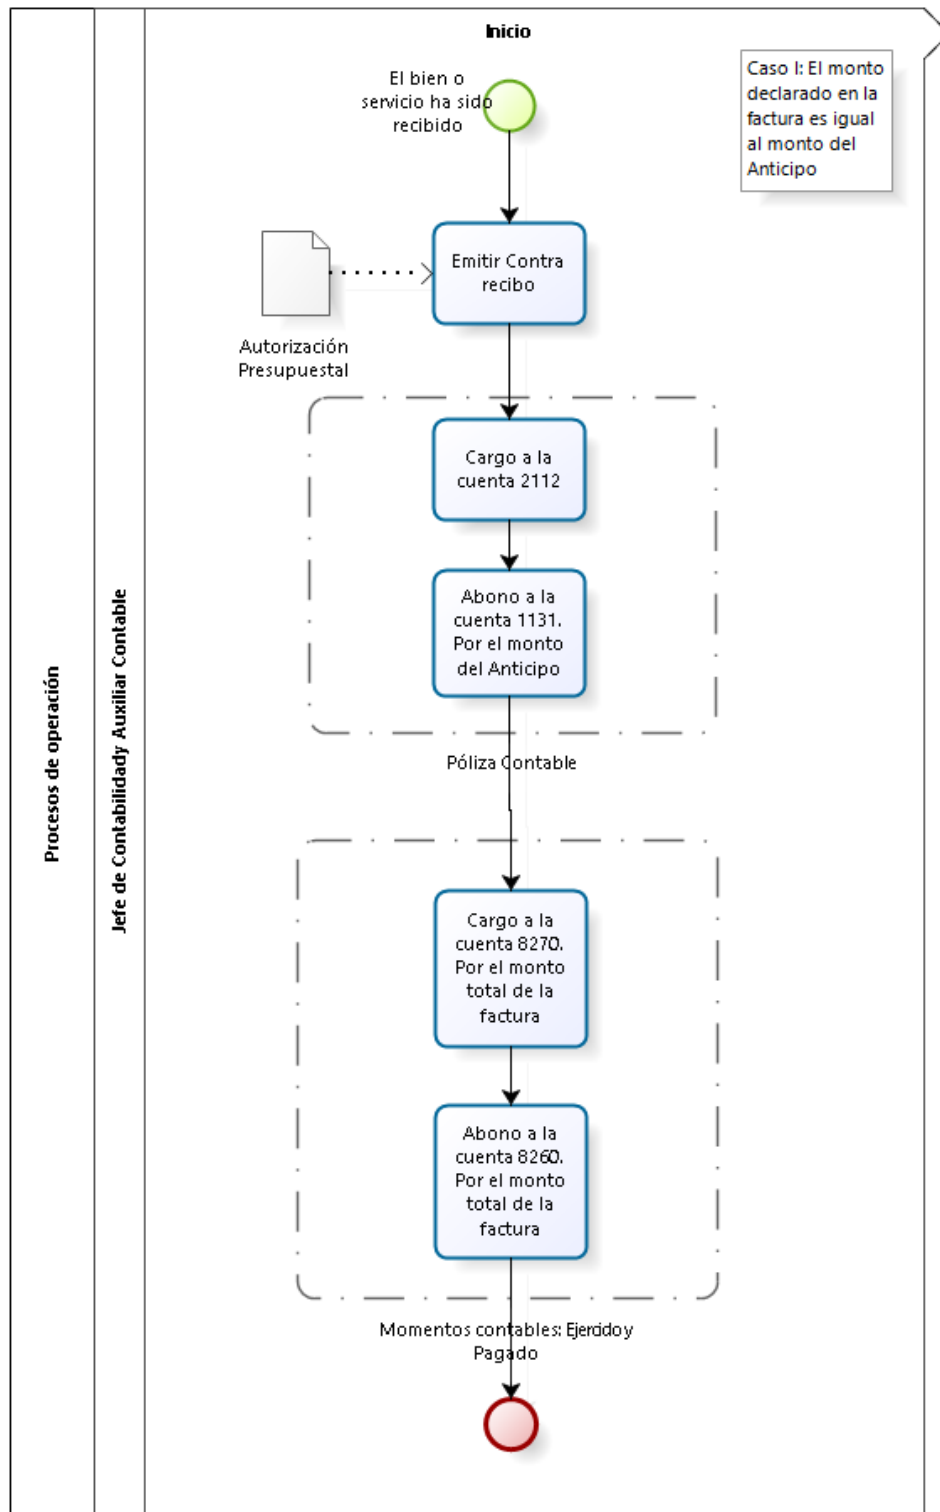 Inicio
El bien o
servicio ha sido
recibido
Caso I: El monto
declarado en la
factura es igual
al monto del
Anticipo
Emitir Contra
recibo
Autorización
Presupuestal
Cargo a la
cuenta 2112
Abono a la
cuenta 1131.
Por el monto
del Anticipo
Póliza Contable
Procesos de operación
Jefe de Contabilidady Auxiliar Contable
Cargo a la
cuenta 8270.
Por el monto
total de la
factura
Abono a la
cuenta 8260.
Por el monto
total de la
factura
Momentos contables: Ejercido y
Pagado